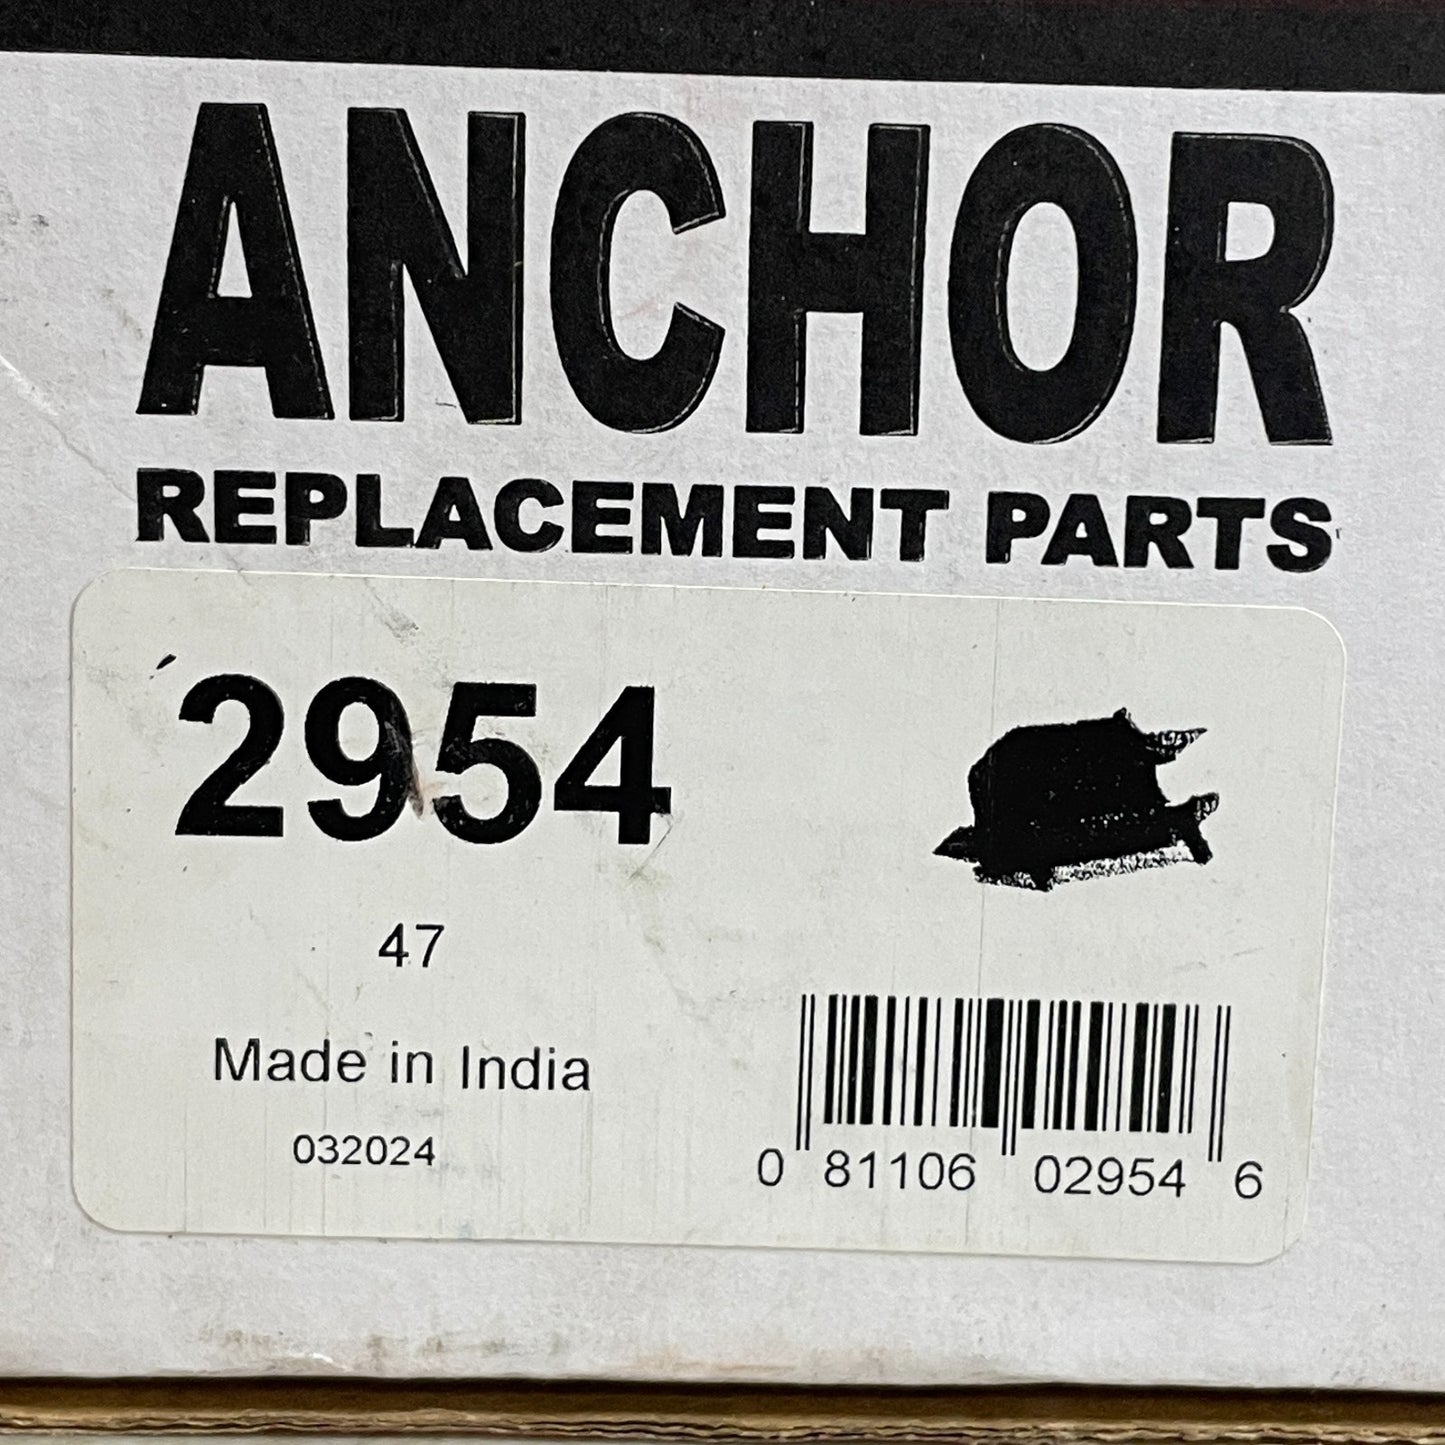 ANCHOR
REPLACEMENT PARTS
2954
47
Made in India
032024
0 81106 02954 6